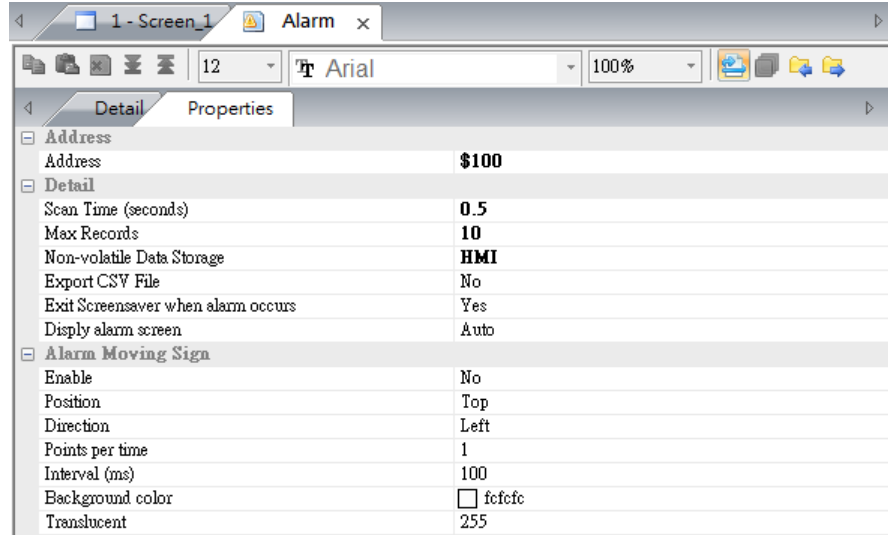 1 - Screen_1 Alarm x
12 Arial 100%
Detail Properties
Address
Address $100
Detail
Scan Time (seconds) 0.5
Max Records 10
Non-volatile Data Storage HMI
Export CSV File No
Exit Screensaver when alarm occurs Yes
Disply alarm screen Auto
Alarm Moving Sign
Enable No
Position Top
Direction Left
Points per time 1
Interval (ms) 100
Background color fcfcfc
Translucent 255